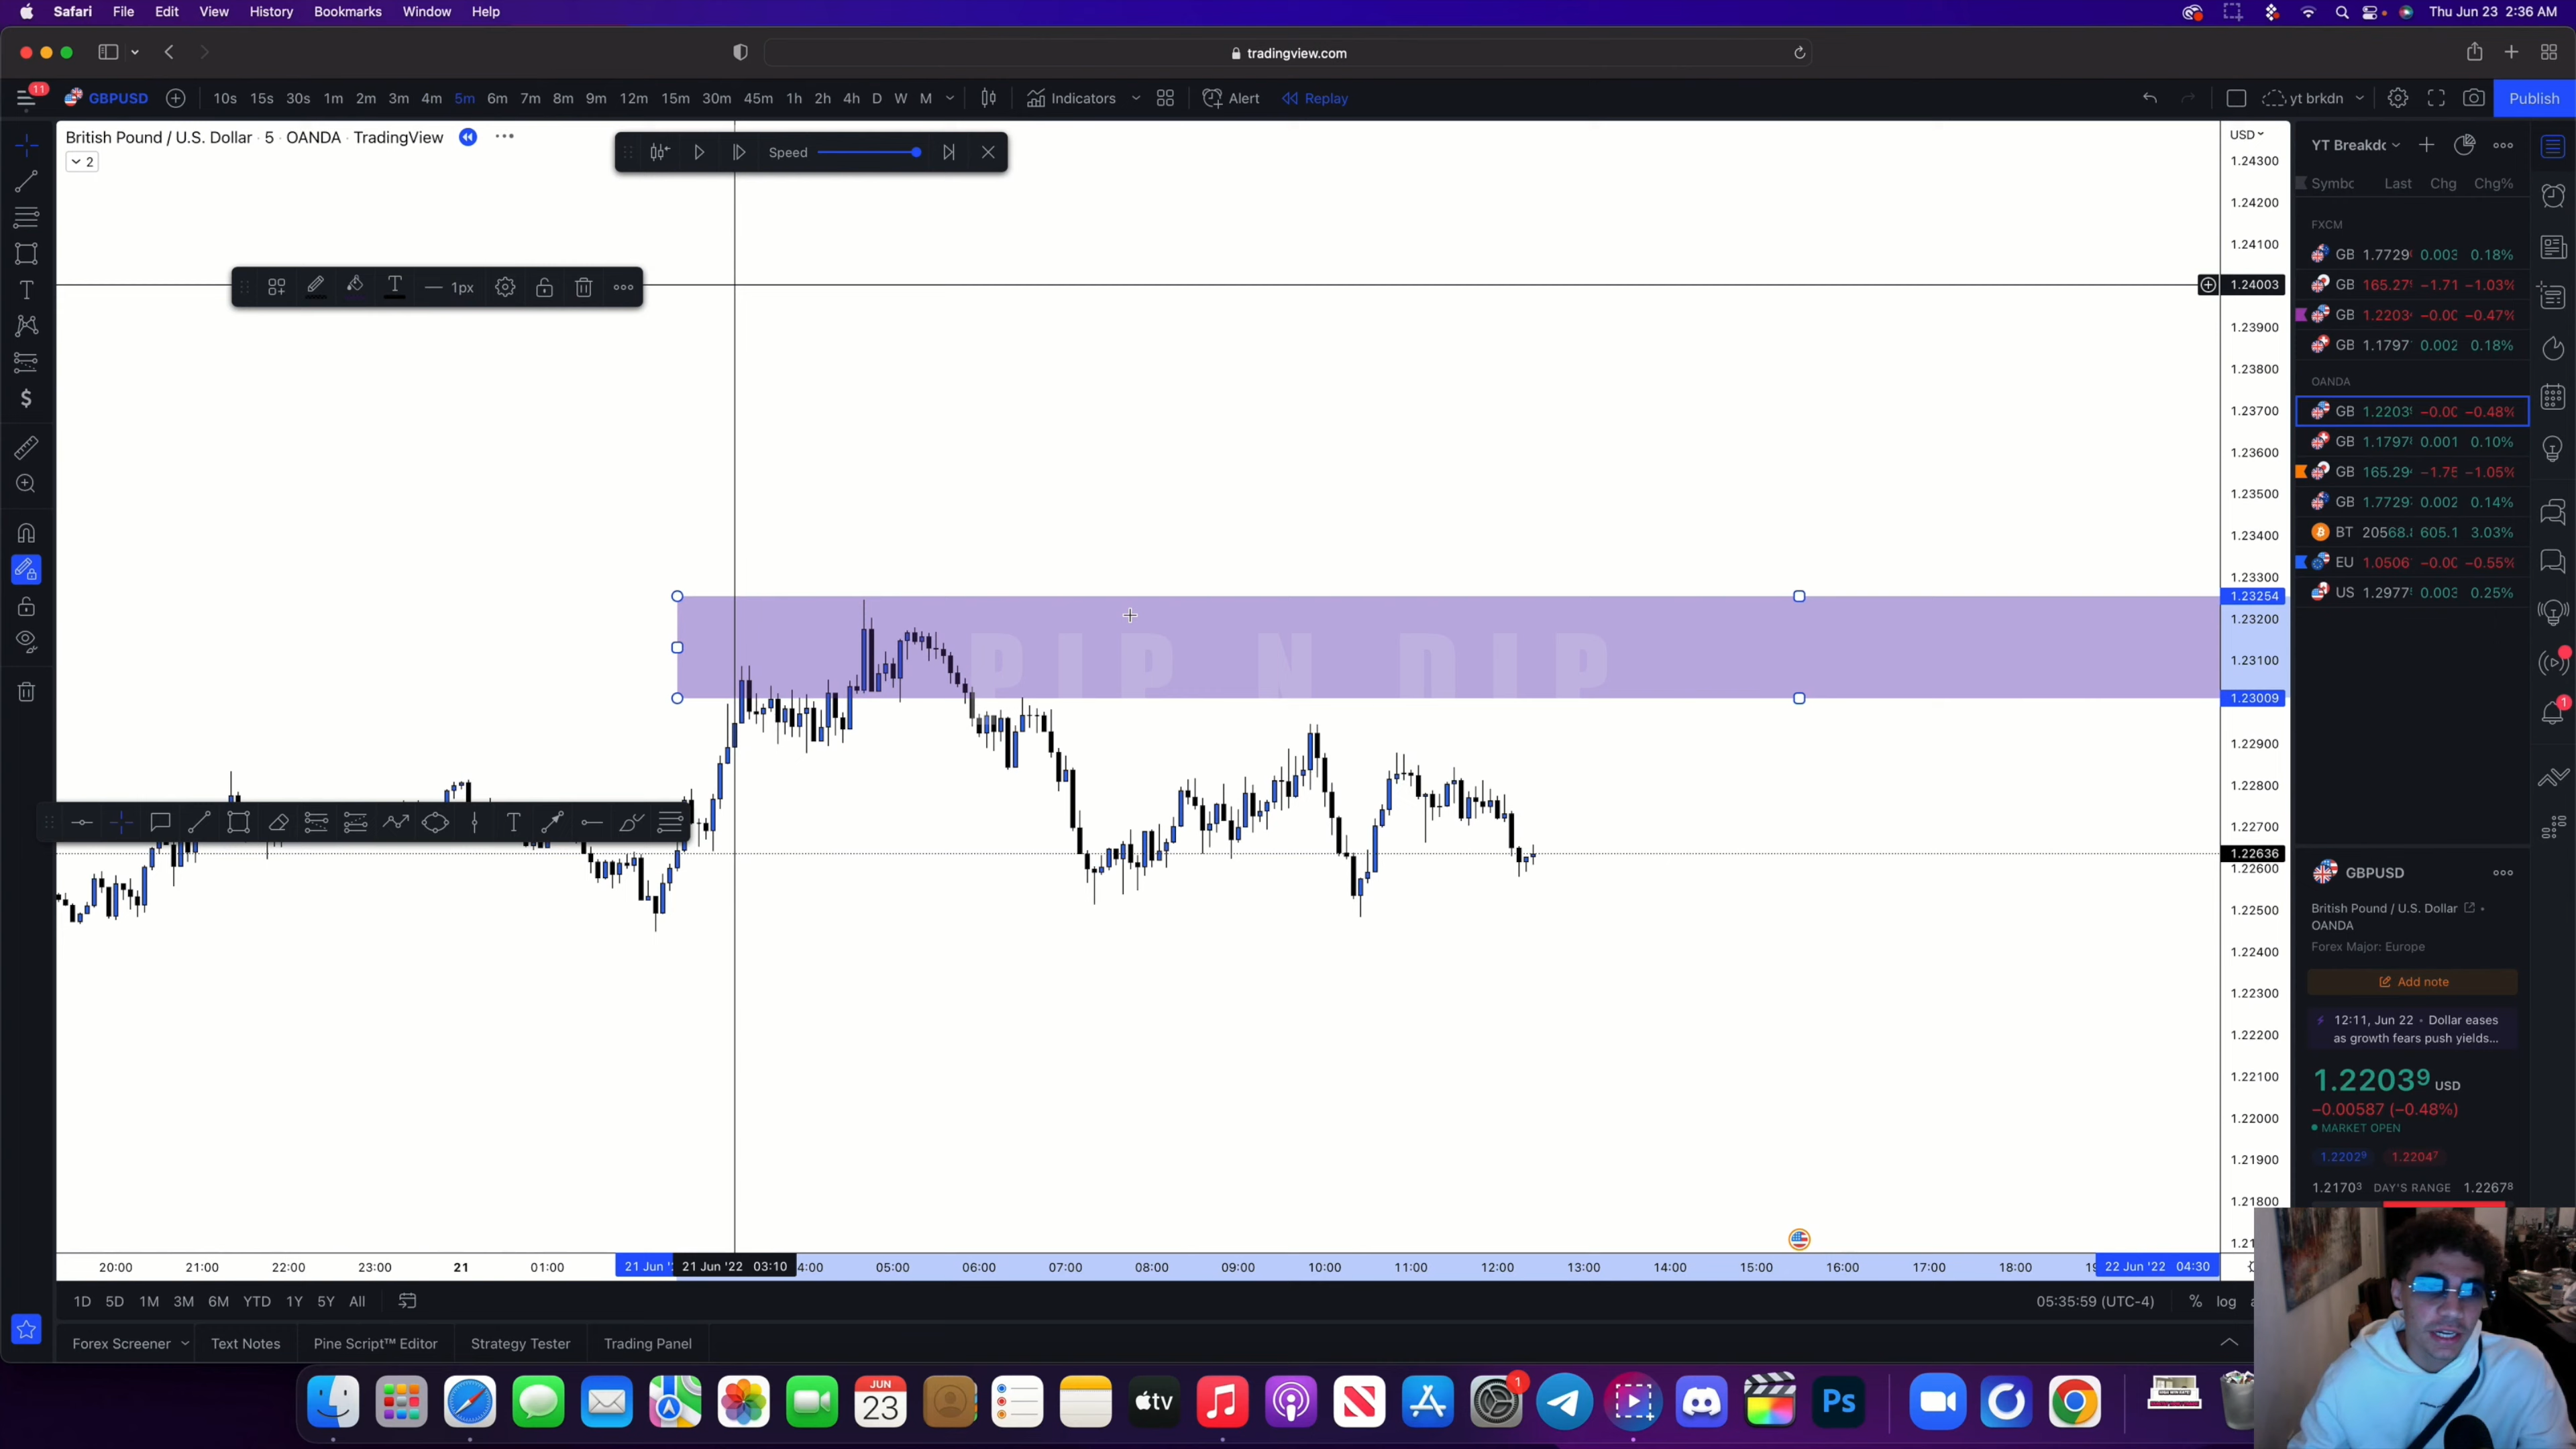 Safari File Edit View History Bookmarks Window Help Thu Jun 23 2:36 AM
tradingview.com
11 GBPUSD 10s 15s 30s 1m 2m 3m 4m 5m 6m 7m 8m 9m 12m 15m 30m 45m 1h 2h 4h D W M Indicators Alert Replay yt brkdn Publish
British Pound / U.S. Dollar · 5 · OANDA · TradingView
2
Speed
1px
PIP N DIP
USD
1.24300
1.24200
1.24100
1.24003
1.23900
1.23800
1.23700
1.23600
1.23500
1.23400
1.23300
1.23254
1.23200
1.23100
1.23009
1.22900
1.22800
1.22700
1.22636
1.22600
1.22500
1.22400
1.22300
1.22200
1.22100
1.22000
1.21900
1.21800
1.21
20:00 21:00 22:00 23:00 21 01:00 21 Jun '2 21 Jun '22 03:10 4:00 05:00 06:00 07:00 08:00 09:00 10:00 11:00 12:00 13:00 14:00 15:00 16:00 17:00 18:00 19 22 Jun '22 04:30
1D 5D 1M 3M 6M YTD 1Y 5Y All 05:35:59 (UTC-4) % log a
Forex Screener Text Notes Pine Script™ Editor Strategy Tester Trading Panel
YT Breakdc
Symbc Last Chg Chg%
FXCM
GB 1.7729 0.003 0.18%
GB 165.27 −1.71 −1.03%
GB 1.2203 −0.00 −0.47%
GB 1.1797 0.002 0.18%
OANDA
GB 1.2203 −0.00 −0.48%
GB 1.1797 0.001 0.10%
GB 165.29 −1.75 −1.05%
GB 1.7729 0.002 0.14%
BT 20568. 605.1 3.03%
EU 1.0506 −0.00 −0.55%
US 1.2977 0.003 0.25%
1
GBPUSD
British Pound / U.S. Dollar •
OANDA
Forex Major: Europe
Add note
12:11, Jun 22 • Dollar eases
as growth fears push yields...
1.22039 USD
−0.00587 (−0.48%)
MARKET OPEN
1.22029 1.22047
1.21703 DAY'S RANGE 1.22678
JUN
23
tv
1
Ps